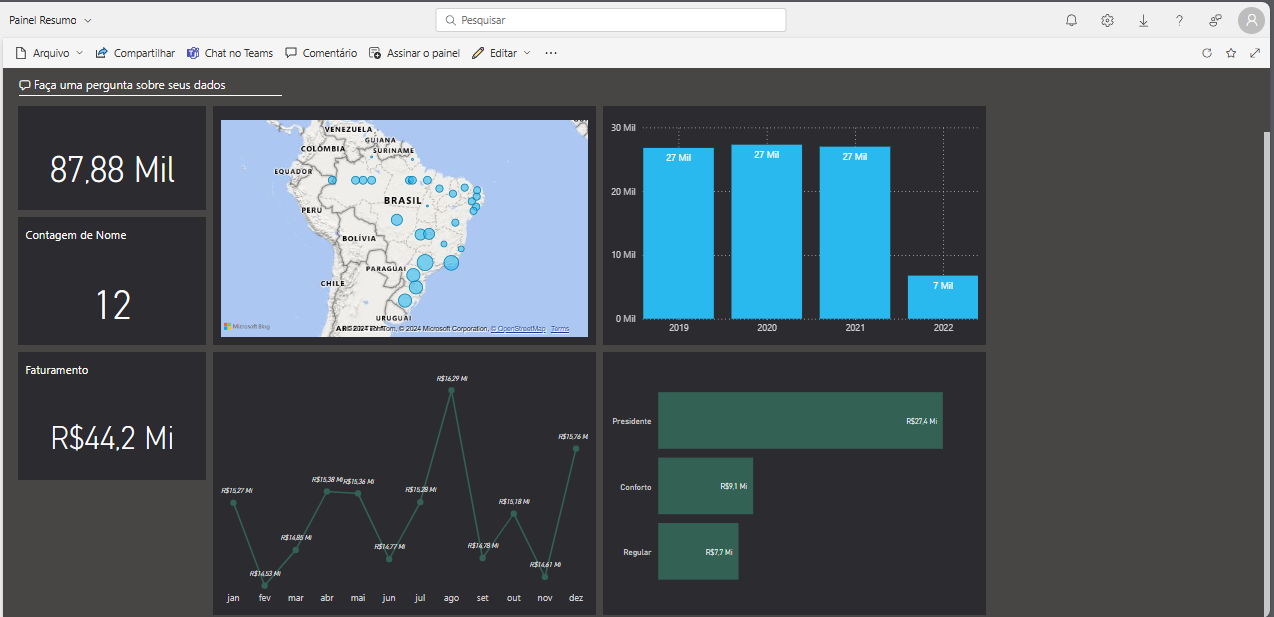 Painel Resumo
Pesquisar
Arquivo
Compartilhar
Chat no Teams
Comentário
Assinar o painel
Editar
Faça uma pergunta sobre seus dados
87,88 Mil
Contagem de Nome
12
Faturamento
R$44,2 Mi
VENEZUELA
GUIANA
COLÔMBIA
SURINAME
EQUADOR
BRASIL
PERU
BOLÍVIA
PARAGUAI
CHILE
URUGUAI
Microsoft Bing
© 2024 TomTom, © 2024 Microsoft Corporation, © OpenStreetMap Terms
30 Mil
20 Mil
10 Mil
0 Mil
27 Mil
27 Mil
27 Mil
7 Mil
2019 2020 2021 2022
R$15,27 Mi
R$14,53 Mi
R$14,85 Mi
R$15,38 Mi
R$15,36 Mi
R$14,77 Mi
R$15,28 Mi
R$16,29 Mi
R$14,78 Mi
R$15,18 Mi
R$14,61 Mi
R$15,76 M
jan fev mar abr mai jun jul ago set out nov dez
Presidente R$27,4 Mi
Conforto R$9,1 Mi
Regular R$7,7 Mi